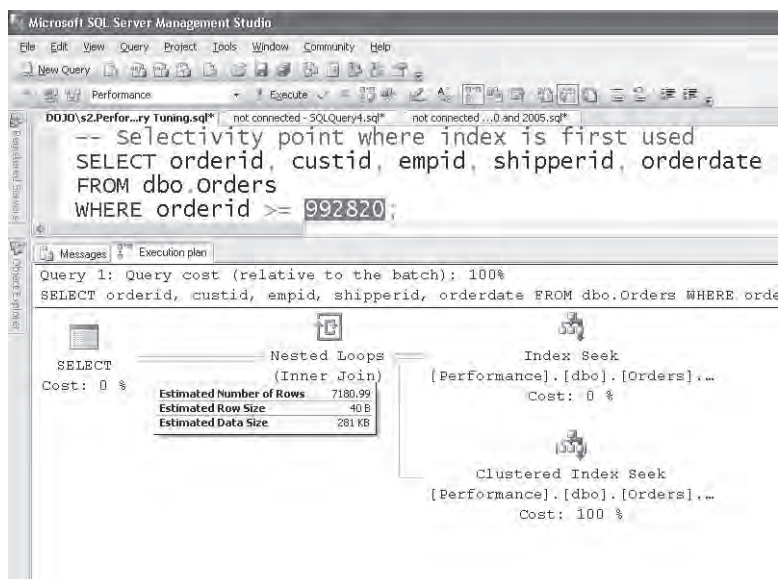 Microsoft SQL Server Management Studio
File Edit View Query Project Tools Window Community Help
New Query
Performance Execute
DOJO\s2.Perfor...ry Tuning.sql* not connected - SQLQuery4.sql* not connected ...0 and 2005.sql*
Registered Servers
-- Selectivity point where index is first used
SELECT orderid, custid, empid, shipperid, orderdate
FROM dbo.Orders
WHERE orderid >= 992820;
Object Explorer
Messages Execution plan
Query 1: Query cost (relative to the batch): 100%
SELECT orderid, custid, empid, shipperid, orderdate FROM dbo.Orders WHERE orde
SELECT
Cost: 0 %
Nested Loops
(Inner Join)
Estimated Number of Rows 7180.99
Estimated Row Size 40 B
Estimated Data Size 281 KB
Index Seek
[Performance].[dbo].[Orders]....
Cost: 0 %
Clustered Index Seek
[Performance].[dbo].[Orders]....
Cost: 100 %